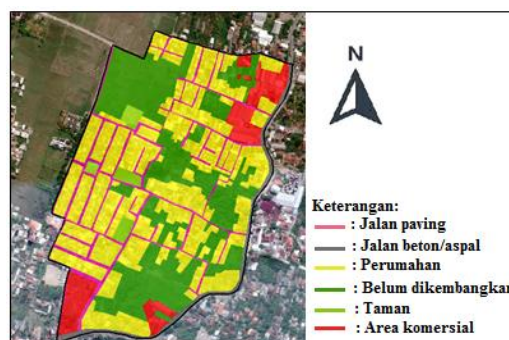 N
Keterangan:
: Jalan paving
: Jalan beton/aspal
: Perumahan
: Belum dikembangkan
: Taman
: Area komersial